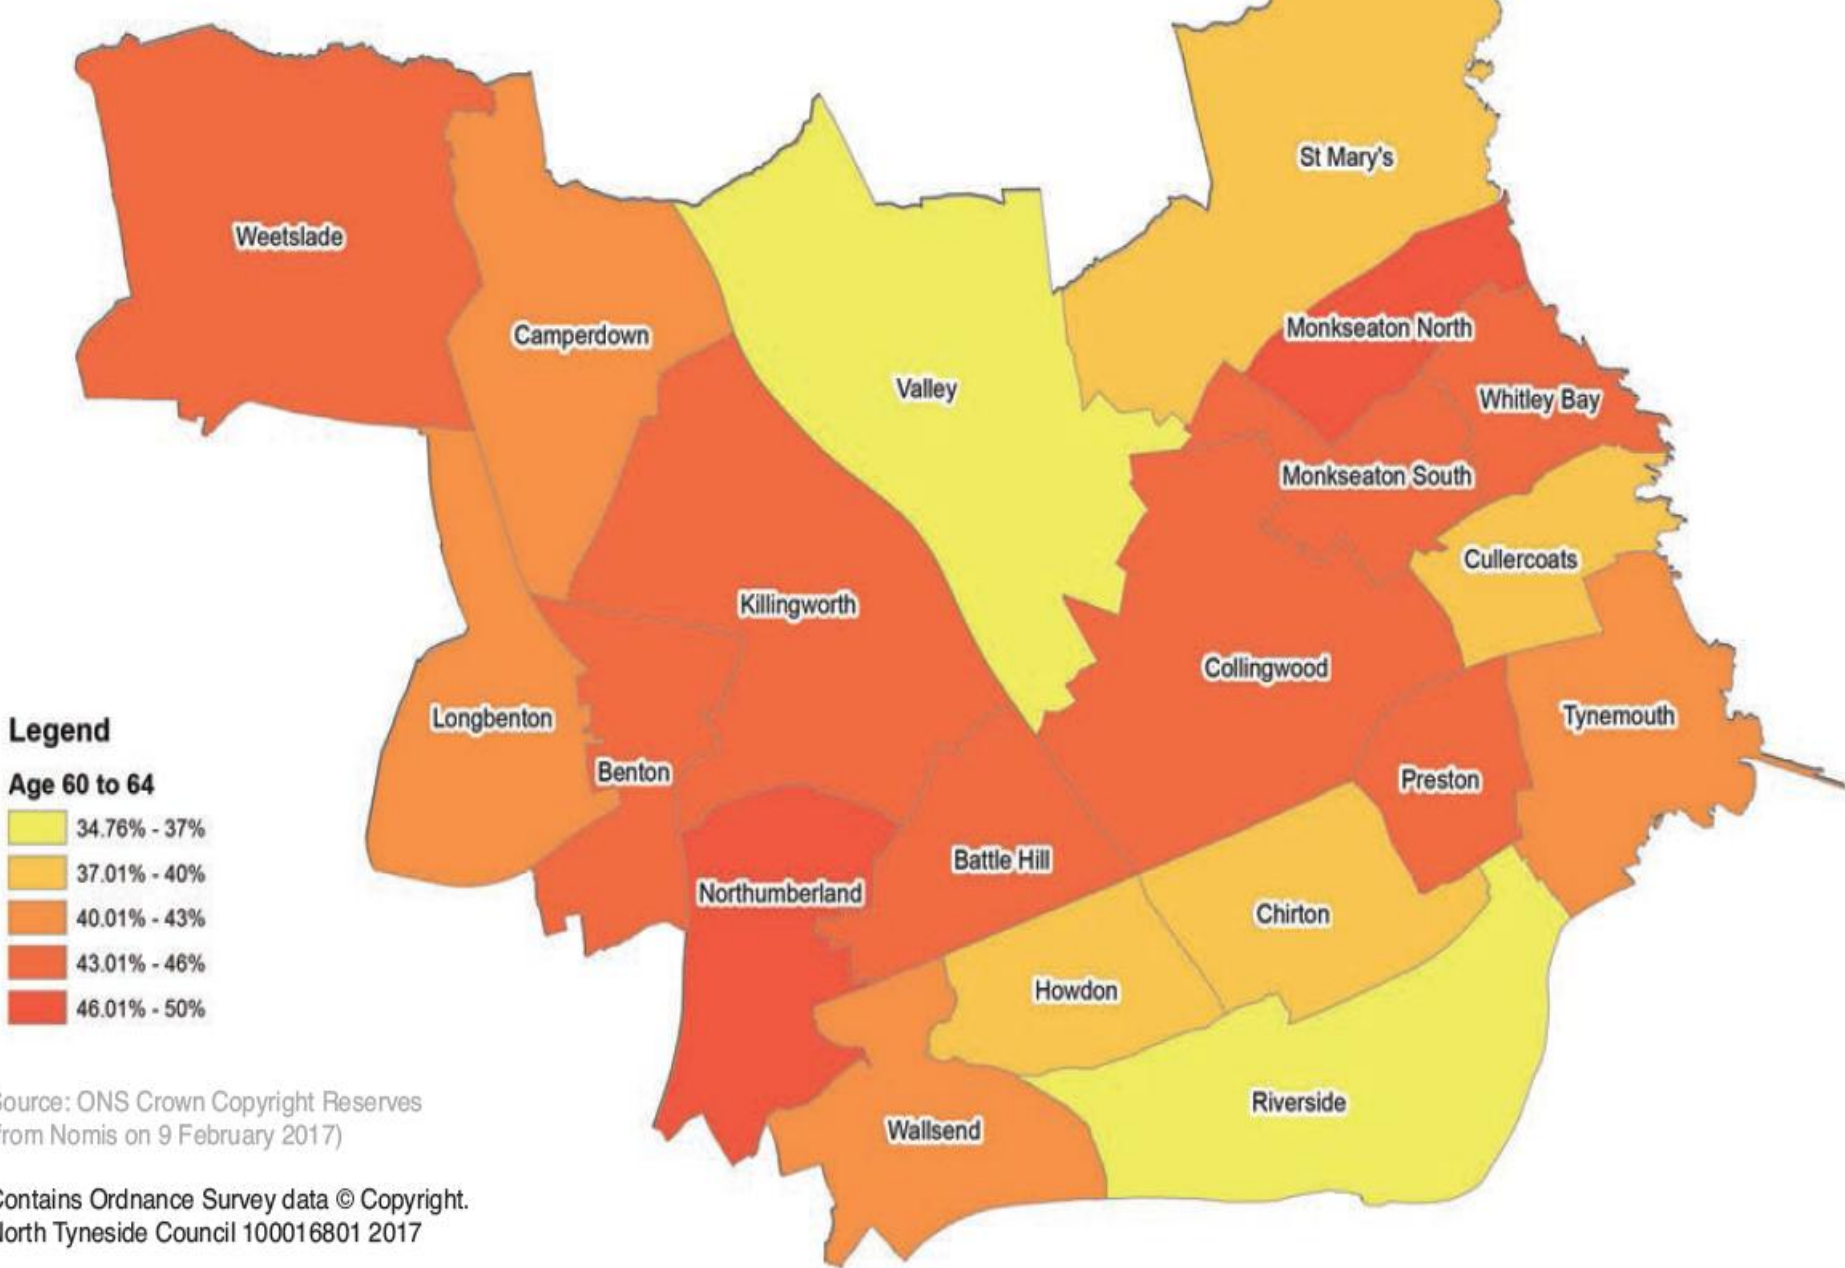 St Mary's
Weetslade
Monkseaton North
Camperdown
Valley
Whitley Bay
Monkseaton South
Cullercoats
Killingworth
Collingwood
Longbenton
Tynemouth
Benton
Preston
Battle Hill
Northumberland
Chirton
Howdon
Riverside
Wallsend
Legend
Age 60 to 64
34.76% - 37%
37.01% - 40%
40.01% - 43%
43.01% - 46%
46.01% - 50%
Source: ONS Crown Copyright Reserves
from Nomis on 9 February 2017)
Contains Ordnance Survey data © Copyright.
North Tyneside Council 100016801 2017